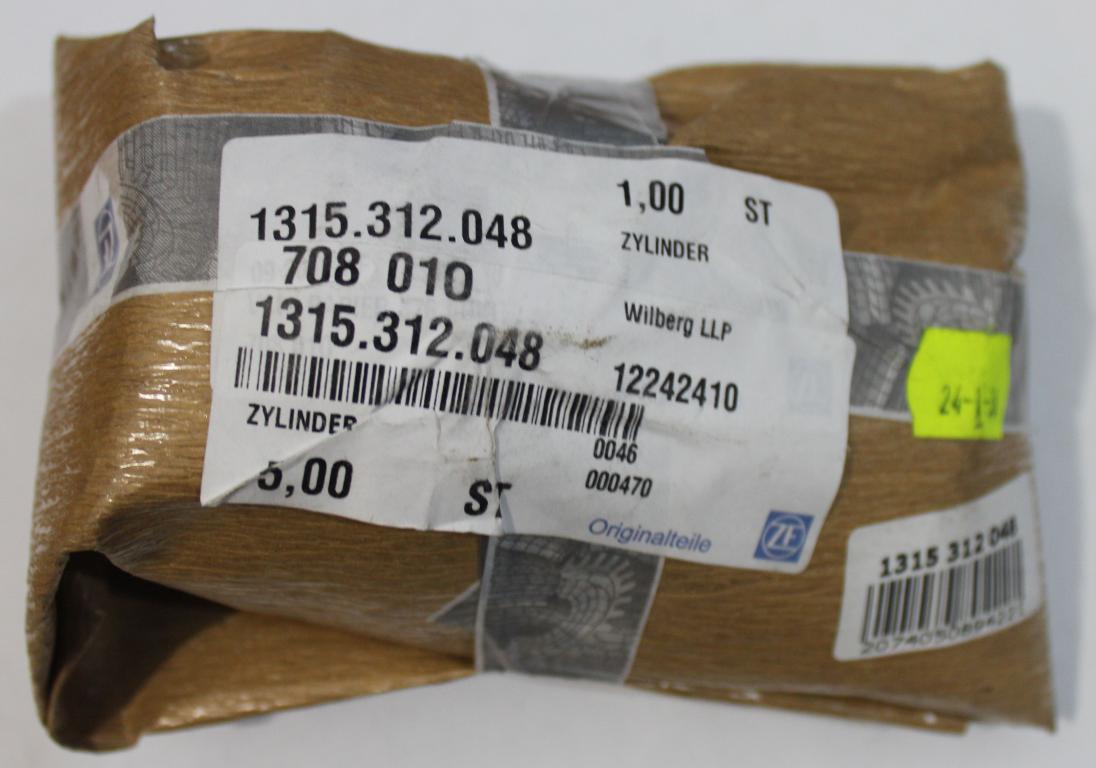 1315.312.048
1,00 ST
ZYLINDER
708 010
1315.312.048
Wilberg LLP
12242410
ZYLINDER
0046
000470
5,00 ST
Originalteile
ZF
1315 312 048